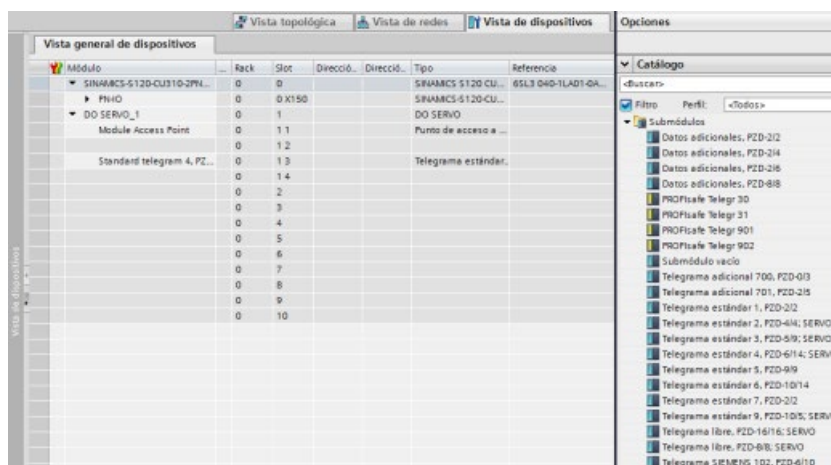 Vista topológica Vista de redes Vista de dispositivos Opciones
Vista general de dispositivos
Módulo ... Rack Slot Direcció... Direcció... Tipo Referencia
Catálogo
SINAMICS-S120-CU310-2PN... 0 0 SINAMICS S120 CU... 6SL3 040-1LA01-0A...
<Buscar>
PN-IO 0 0 X150 SINAMICS-S120-CU...
Filtro Perfil: <Todos>
DO SERVO_1 0 1 DO SERVO
Submódulos
Module Access Point 0 1 1 Punto de acceso a ...
Datos adicionales, PZD-2/2
0 1 2
Datos adicionales, PZD-2/4
Standard telegram 4, PZ... 0 1 3 Telegrama estándar..
Datos adicionales, PZD-2/6
0 1 4
Datos adicionales, PZD-8/8
0 2
PROFIsafe Telegr 30
0 3
PROFIsafe Telegr 31
0 4
PROFIsafe Telegr 901
0 5
PROFIsafe Telegr 902
0 6
Submódulo vacío
0 7
Telegrama adicional 700, PZD-0/3
0 8
Telegrama adicional 701, PZD-2/5
0 9
Telegrama estándar 1, PZD-2/2
0 10
Telegrama estándar 2, PZD-4/4; SERVO
Telegrama estándar 3, PZD-5/9; SERVO
Telegrama estándar 4, PZD-6/14; SERV
Telegrama estándar 5, PZD-9/9
Telegrama estándar 6, PZD-10/14
Telegrama estándar 7, PZD-2/2
Telegrama estándar 9, PZD-10/5; SERV
Telegrama libre, PZD-16/16; SERVO
Telegrama libre, PZD-8/8; SERVO
Telegrama SIEMENS 102, PZD-6/10
Vista de dispositivos